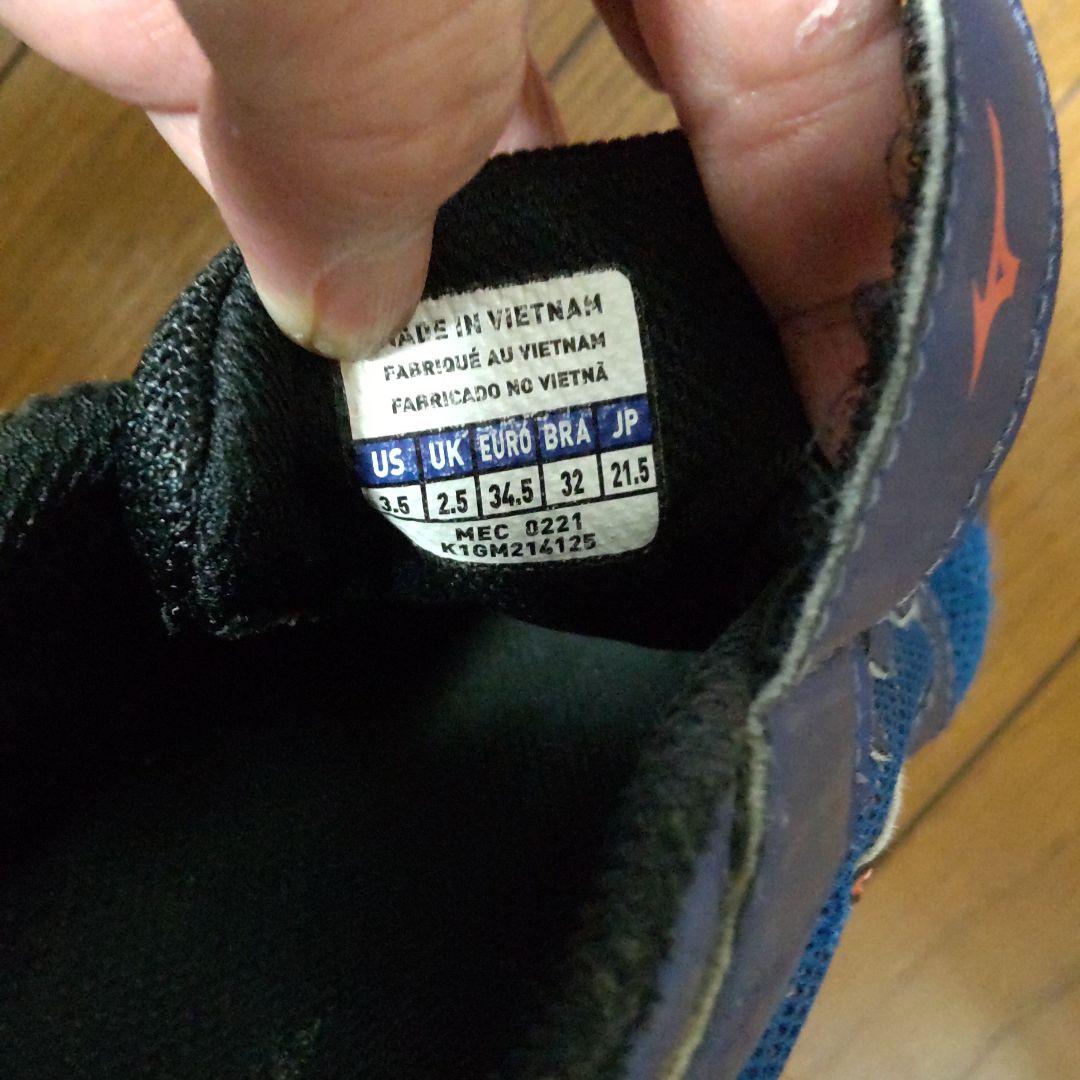 MADE IN VIETNAM
FABRIQUÉ AU VIETNAM
FABRICADO NO VIETNÃ
US UK EURO BRA JP
3.5 2.5 34.5 32 21.5
MEC 0221
K1GM214125